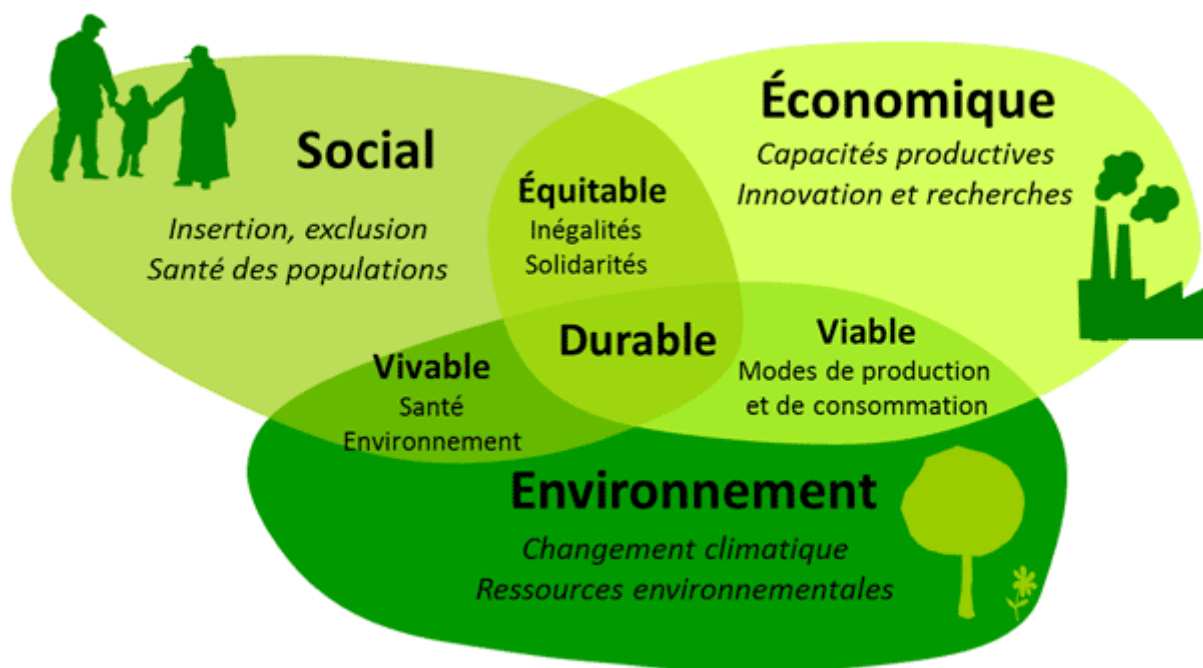 Social
Insertion, exclusion
Santé des populations
Économique
Capacités productives
Innovation et recherches
Équitable
Inégalités
Solidarités
Durable
Vivable
Santé
Environnement
Viable
Modes de production
et de consommation
Environnement
Changement climatique
Ressources environnementales